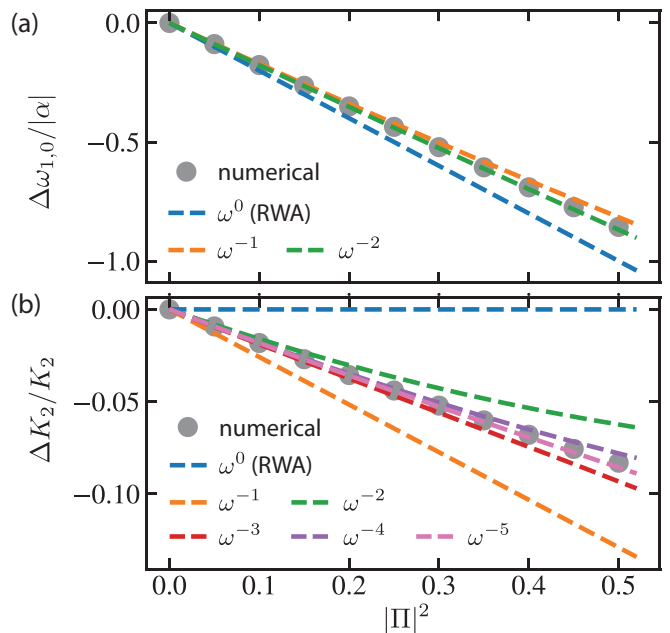 (a)
0.0
−0.5
−1.0
Δω₁,₀/|α|
numerical
ω⁰ (RWA)
ω⁻¹ ω⁻²
(b)
0.00
−0.05
−0.10
ΔK₂/K₂
numerical
ω⁰ (RWA)
ω⁻¹ ω⁻²
ω⁻³ ω⁻⁴ ω⁻⁵
0.0 0.1 0.2 0.3 0.4 0.5
|Π|²